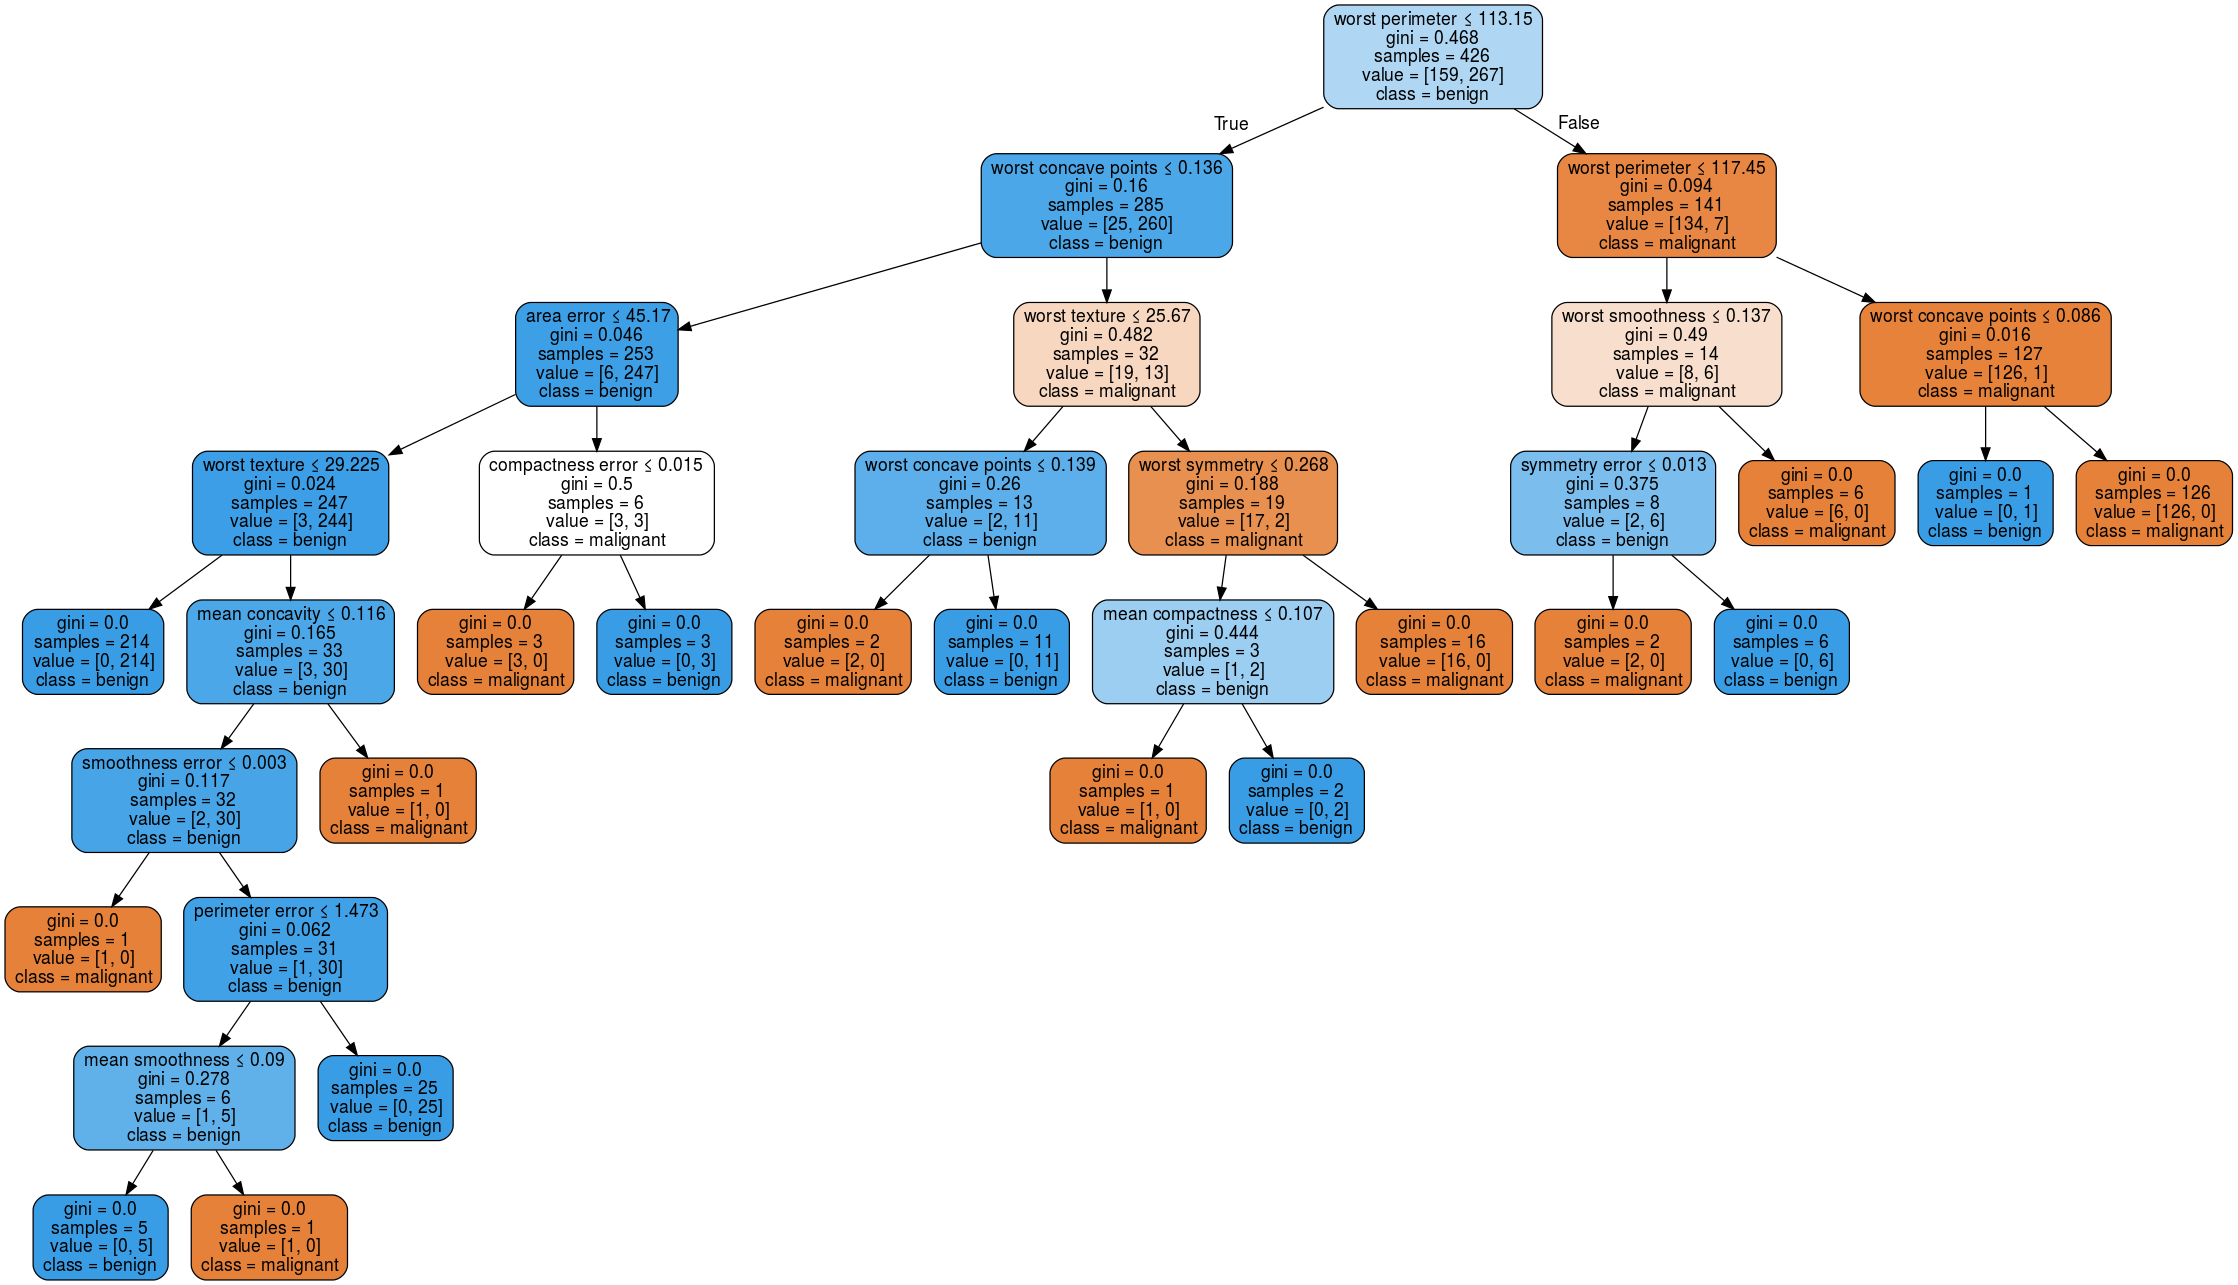 worst perimeter ≤ 113.15
gini = 0.468
samples = 426
value = [159, 267]
class = benign
True
False
worst concave points ≤ 0.136
gini = 0.16
samples = 285
value = [25, 260]
class = benign
worst perimeter ≤ 117.45
gini = 0.094
samples = 141
value = [134, 7]
class = malignant
area error ≤ 45.17
gini = 0.046
samples = 253
value = [6, 247]
class = benign
worst texture ≤ 25.67
gini = 0.482
samples = 32
value = [19, 13]
class = malignant
worst smoothness ≤ 0.137
gini = 0.49
samples = 14
value = [8, 6]
class = malignant
worst concave points ≤ 0.086
gini = 0.016
samples = 127
value = [126, 1]
class = malignant
worst texture ≤ 29.225
gini = 0.024
samples = 247
value = [3, 244]
class = benign
compactness error ≤ 0.015
gini = 0.5
samples = 6
value = [3, 3]
class = malignant
worst concave points ≤ 0.139
gini = 0.26
samples = 13
value = [2, 11]
class = benign
worst symmetry ≤ 0.268
gini = 0.188
samples = 19
value = [17, 2]
class = malignant
symmetry error ≤ 0.013
gini = 0.375
samples = 8
value = [2, 6]
class = benign
gini = 0.0
samples = 6
value = [6, 0]
class = malignant
gini = 0.0
samples = 1
value = [0, 1]
class = benign
gini = 0.0
samples = 126
value = [126, 0]
class = malignant
gini = 0.0
samples = 214
value = [0, 214]
class = benign
mean concavity ≤ 0.116
gini = 0.165
samples = 33
value = [3, 30]
class = benign
gini = 0.0
samples = 3
value = [3, 0]
class = malignant
gini = 0.0
samples = 3
value = [0, 3]
class = benign
gini = 0.0
samples = 2
value = [2, 0]
class = malignant
gini = 0.0
samples = 11
value = [0, 11]
class = benign
mean compactness ≤ 0.107
gini = 0.444
samples = 3
value = [1, 2]
class = benign
gini = 0.0
samples = 16
value = [16, 0]
class = malignant
gini = 0.0
samples = 2
value = [2, 0]
class = malignant
gini = 0.0
samples = 6
value = [0, 6]
class = benign
smoothness error ≤ 0.003
gini = 0.117
samples = 32
value = [2, 30]
class = benign
gini = 0.0
samples = 1
value = [1, 0]
class = malignant
gini = 0.0
samples = 1
value = [1, 0]
class = malignant
gini = 0.0
samples = 2
value = [0, 2]
class = benign
gini = 0.0
samples = 1
value = [1, 0]
class = malignant
perimeter error ≤ 1.473
gini = 0.062
samples = 31
value = [1, 30]
class = benign
mean smoothness ≤ 0.09
gini = 0.278
samples = 6
value = [1, 5]
class = benign
gini = 0.0
samples = 25
value = [0, 25]
class = benign
gini = 0.0
samples = 5
value = [0, 5]
class = benign
gini = 0.0
samples = 1
value = [1, 0]
class = malignant